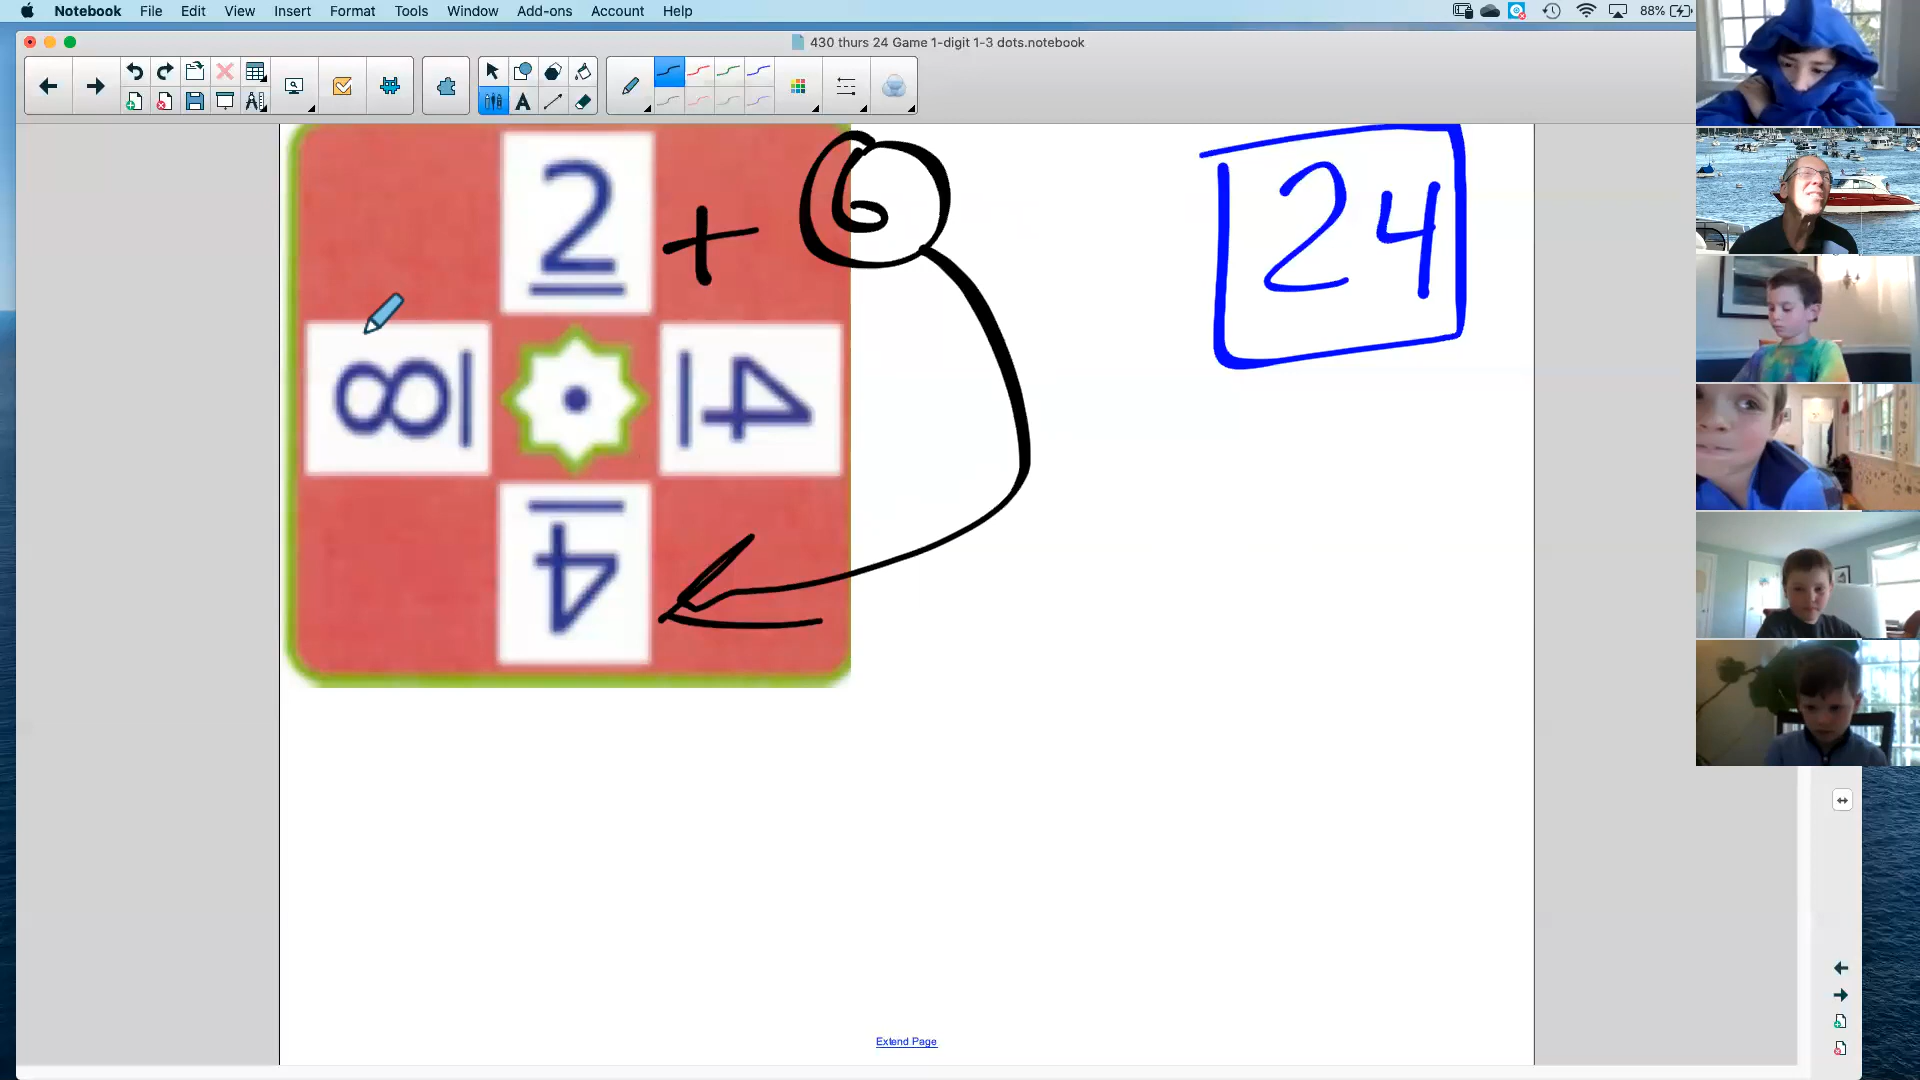 Notebook File Edit View Insert Format Tools Window Add-ons Account Help 88%
430 thurs 24 Game 1-digit 1-3 dots.notebook
A
2 + 6
24
8 4
4
Extend Page